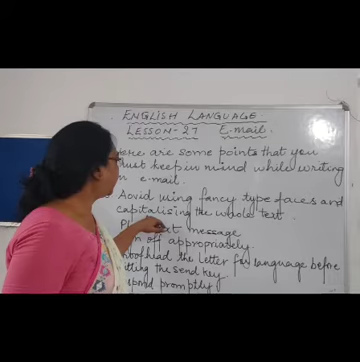 ENGLISH LANGUAGE
LESSON-27 E.mail.
are some points that you
must keep in mind while writing
e-mail.
Aovid using fancy type faces and
capitalising the whole text.
message
off appropriately.
the letter for language before
the send key
promptly